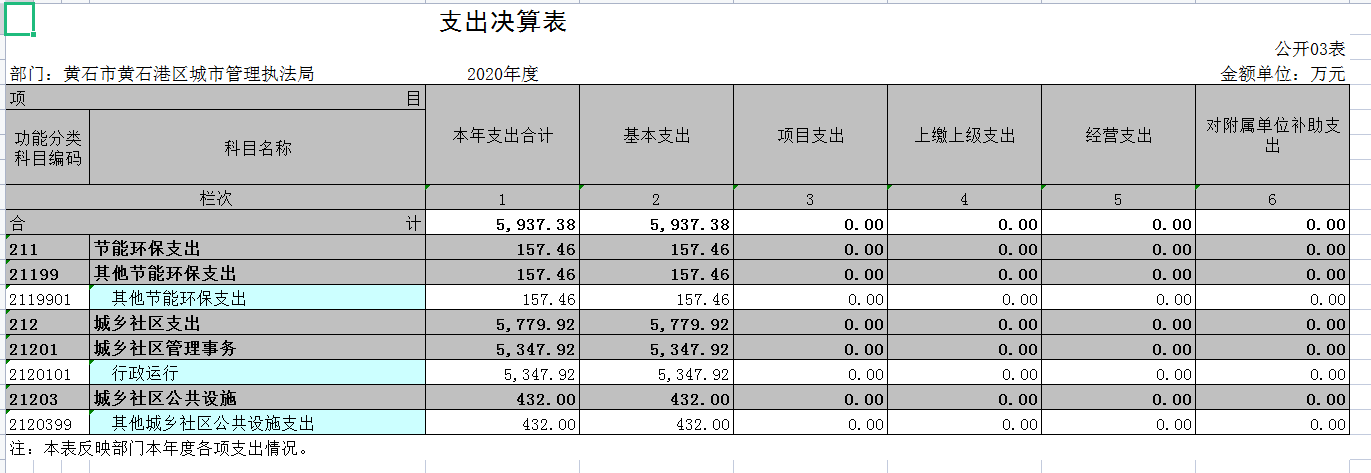 支出决算表
公开03表
部门：黄石市黄石港区城市管理执法局 2020年度 金额单位：万元
项 目 本年支出合计 基本支出 项目支出 上缴上级支出 经营支出 对附属单位补助支出
功能分类科目编码 科目名称
栏次 1 2 3 4 5 6
合 计 5,937.38 5,937.38 0.00 0.00 0.00 0.00
211 节能环保支出 157.46 157.46 0.00 0.00 0.00 0.00
21199 其他节能环保支出 157.46 157.46 0.00 0.00 0.00 0.00
2119901 其他节能环保支出 157.46 157.46 0.00 0.00 0.00 0.00
212 城乡社区支出 5,779.92 5,779.92 0.00 0.00 0.00 0.00
21201 城乡社区管理事务 5,347.92 5,347.92 0.00 0.00 0.00 0.00
2120101 行政运行 5,347.92 5,347.92 0.00 0.00 0.00 0.00
21203 城乡社区公共设施 432.00 432.00 0.00 0.00 0.00 0.00
2120399 其他城乡社区公共设施支出 432.00 432.00 0.00 0.00 0.00 0.00
注：本表反映部门本年度各项支出情况。